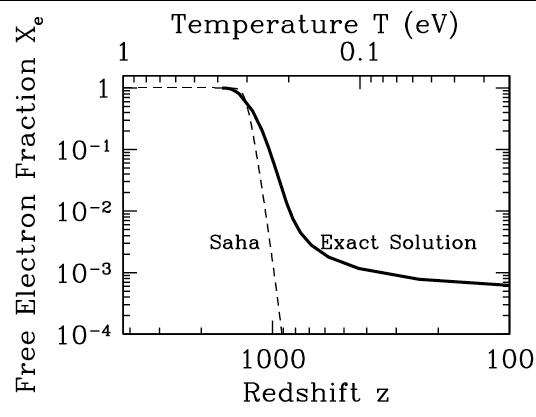 Temperature T (eV)
1 0.1
Free Electron Fraction X_e
1
10⁻¹
10⁻²
10⁻³
10⁻⁴
Saha Exact Solution
1000 100
Redshift z